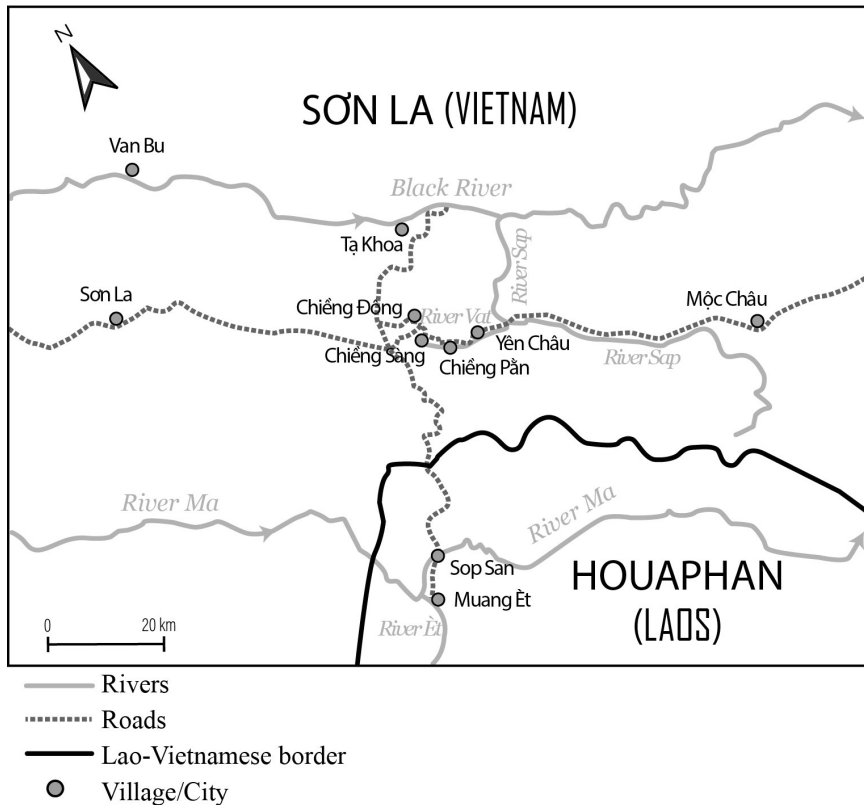 N
SƠN LA (VIETNAM)
Van Bu
Black River
Tạ Khoa
River Sap
Sơn La
Mộc Châu
Chiềng Đông
River Vat
Yên Châu
Chiềng Sàng
Chiềng Pằn
River Sap
River Ma
River Ma
Sop San
HOUAPHAN
Muang Èt
(LAOS)
River Èt
0 20 km
Rivers
Roads
Lao-Vietnamese border
Village/City